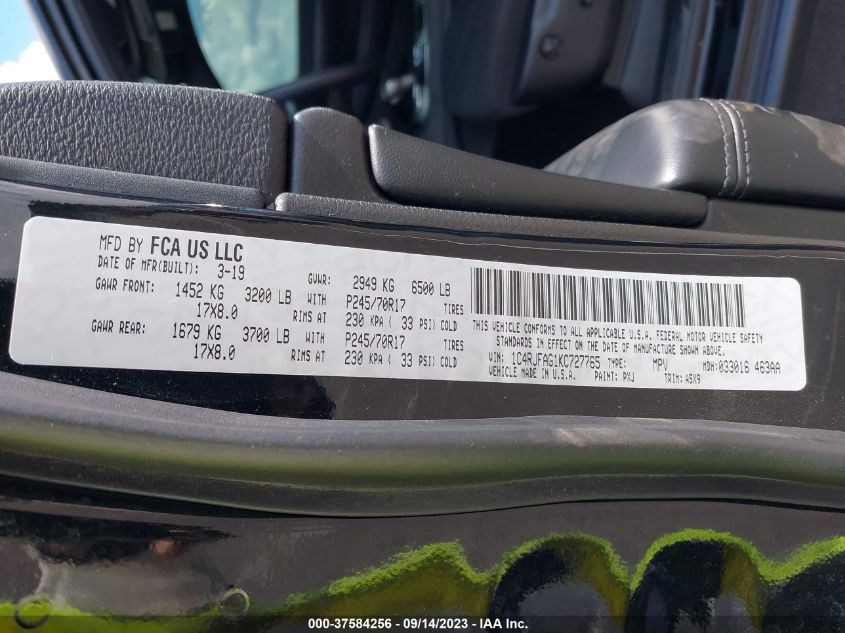 MFD BY FCA US LLC
DATE OF MFR(BUILT): 3-19 GVWR: 2949 KG 6500 LB
GAWR FRONT: 1452 KG 3200 LB WITH P245/70R17 TIRES
17X8.0 RIMS AT 230 KPA ( 33 PSI) COLD
GAWR REAR: 1679 KG 3700 LB WITH P245/70R17 TIRES
17X8.0 RIMS AT 230 KPA ( 33 PSI) COLD
THIS VEHICLE CONFORMS TO ALL APPLICABLE U.S.A. FEDERAL MOTOR VEHICLE SAFETY
STANDARDS IN EFFECT ON THE DATE OF MANUFACTURE SHOWN ABOVE.
VIN: 1C4RJFAG1KC727765 TYPE: MPV MDH:033016 463AA
VEHICLE MADE IN U.S.A. PAINT: PXJ TRIM: A5X9
000-37584256 - 09/14/2023 - IAA Inc.